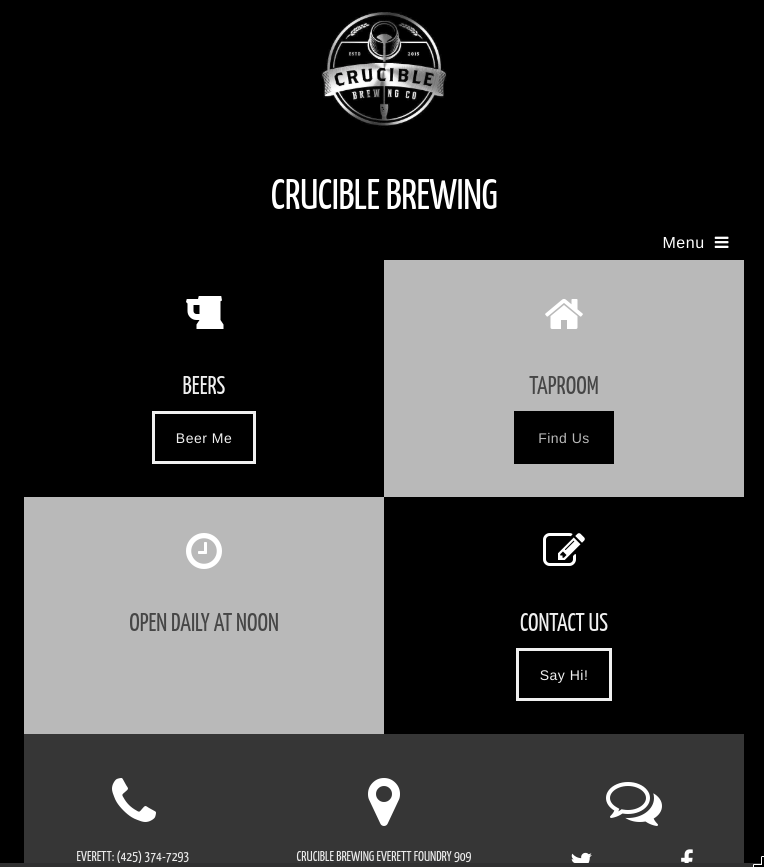 ESTD 2015
CRUCIBLE
BREWING CO
CRUCIBLE BREWING
Menu
BEERS
Beer Me
TAPROOM
Find Us
OPEN DAILY AT NOON
CONTACT US
Say Hi!
EVERETT: (425) 374-7293
CRUCIBLE BREWING EVERETT FOUNDRY 909